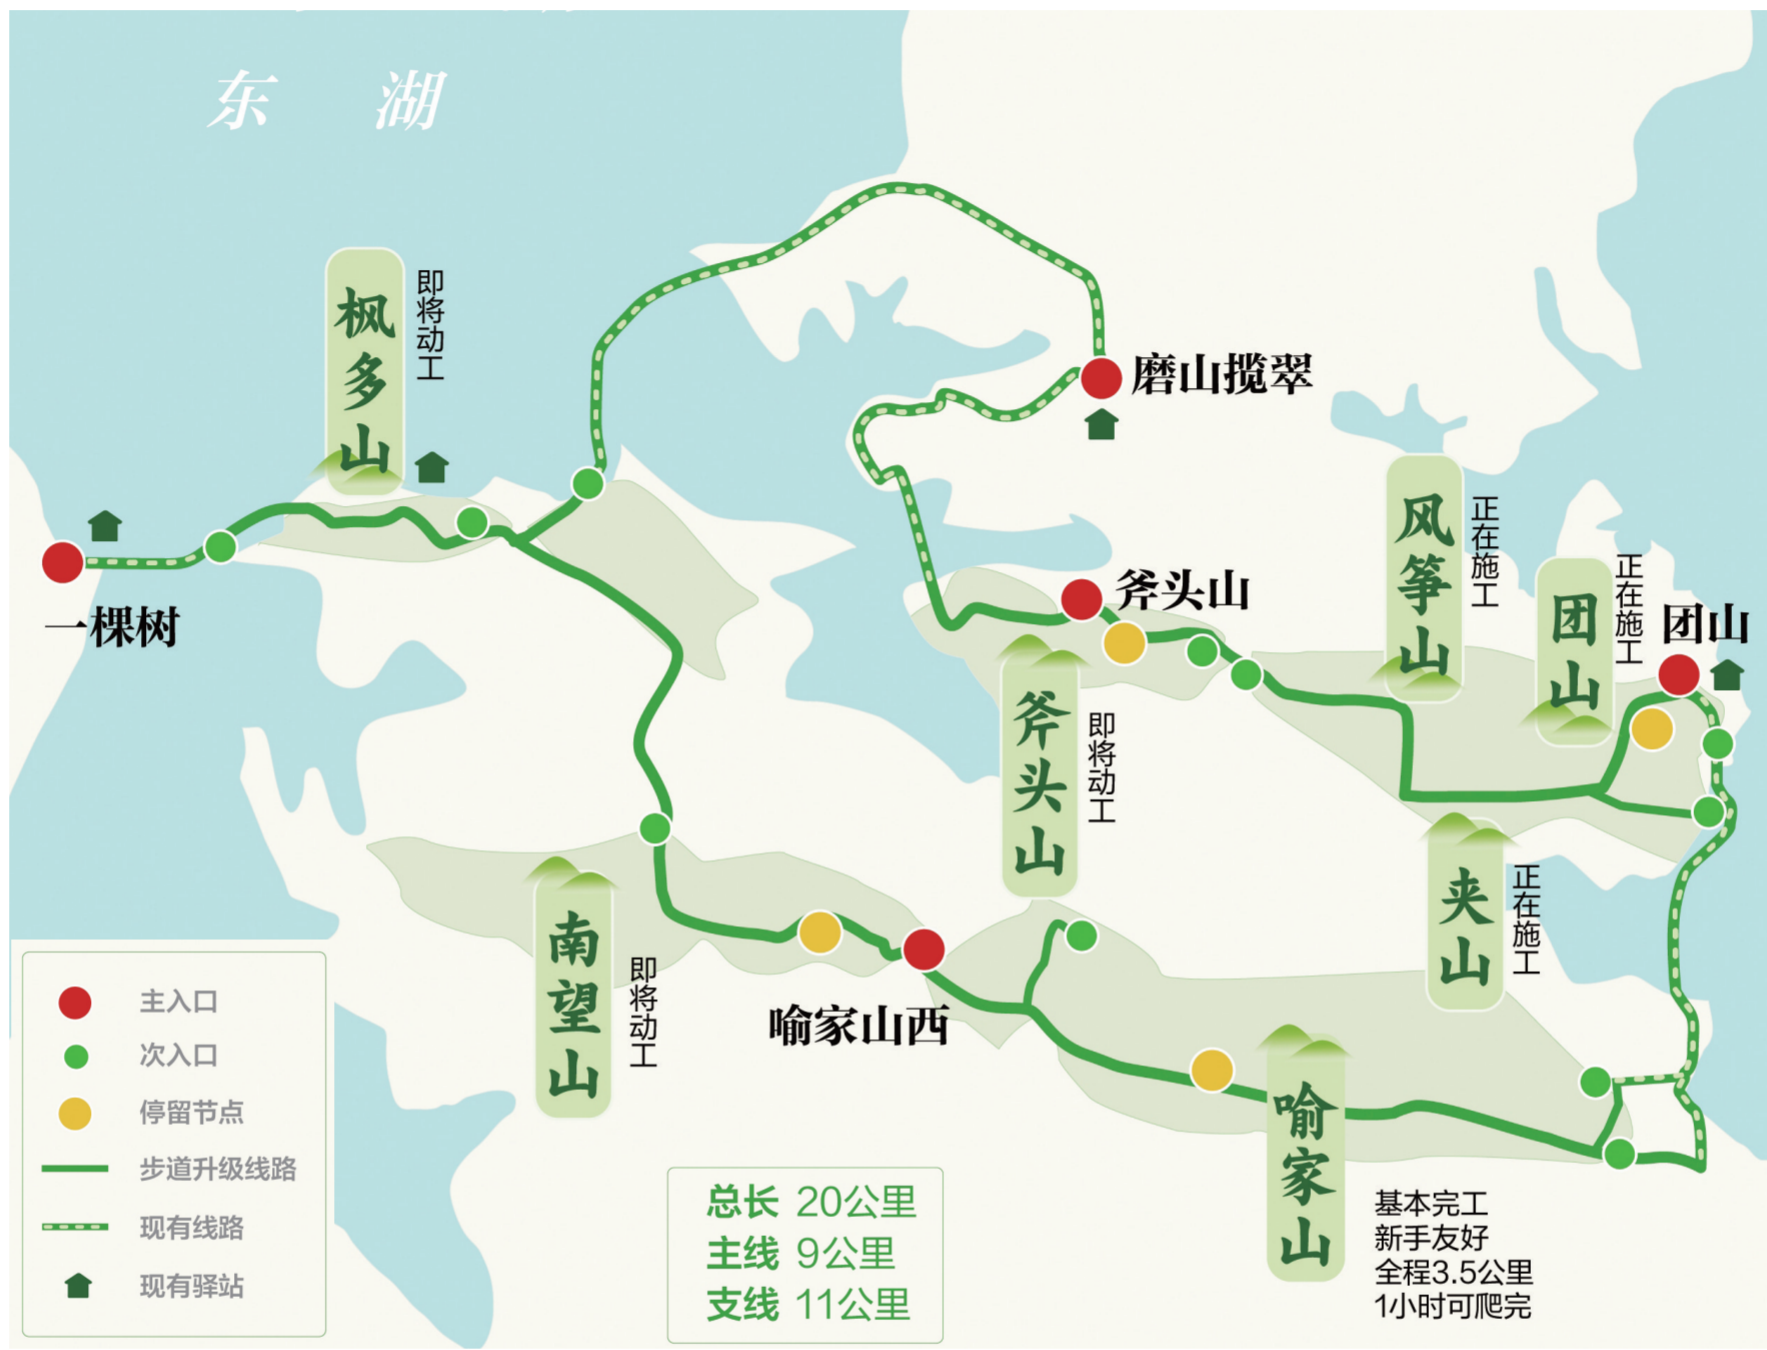 东 湖
枫多山
即将动工
磨山揽翠
一棵树
斧头山
风筝山
正在施工
团山
正在施工
团山
斧头山
即将动工
夹山
正在施工
南望山
即将动工
喻家山西
喻家山
基本完工
新手友好
全程3.5公里
1小时可爬完
主入口
次入口
停留节点
步道升级线路
现有线路
现有驿站
总长 20公里
主线 9公里
支线 11公里